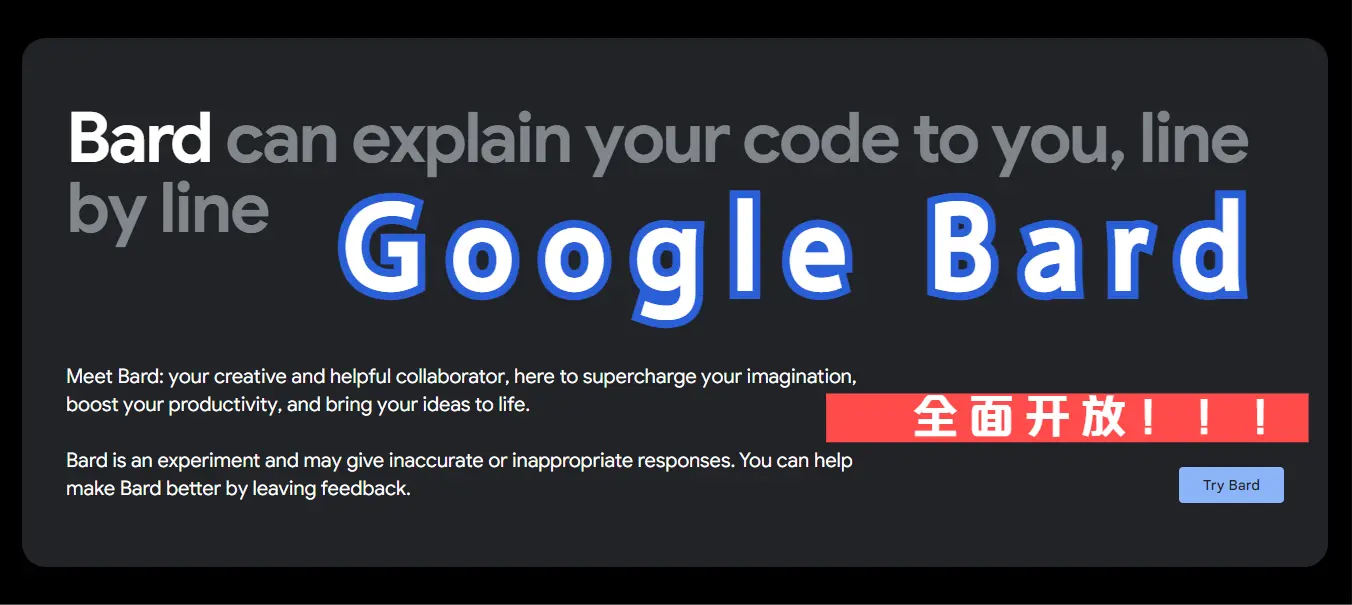 Bard can explain your code to you, line
by line
Google Bard
Meet Bard: your creative and helpful collaborator, here to supercharge your imagination,
boost your productivity, and bring your ideas to life.
全面开放！！！
Bard is an experiment and may give inaccurate or inappropriate responses. You can help
make Bard better by leaving feedback.
Try Bard